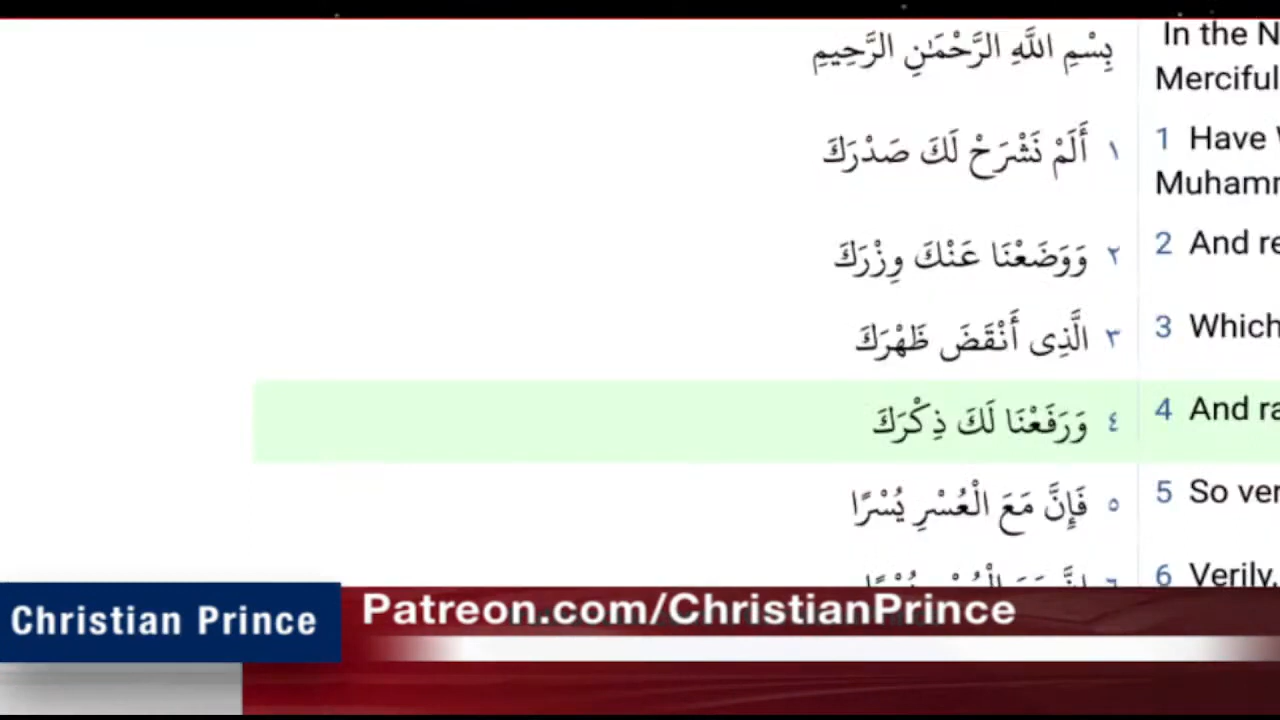 بِسْمِ اللَّهِ الرَّحْمَٰنِ الرَّحِيمِ
In the N
Merciful
١ أَلَمْ نَشْرَحْ لَكَ صَدْرَكَ
1 Have
Muham
٢ وَوَضَعْنَا عَنْكَ وِزْرَكَ
2 And re
٣ الَّذِى أَنْقَضَ ظَهْرَكَ
3 Which
٤ وَرَفَعْنَا لَكَ ذِكْرَكَ
4 And ra
٥ فَإِنَّ مَعَ الْعُسْرِ يُسْرًا
5 So ver
6 Verily,
Christian Prince
Patreon.com/ChristianPrince